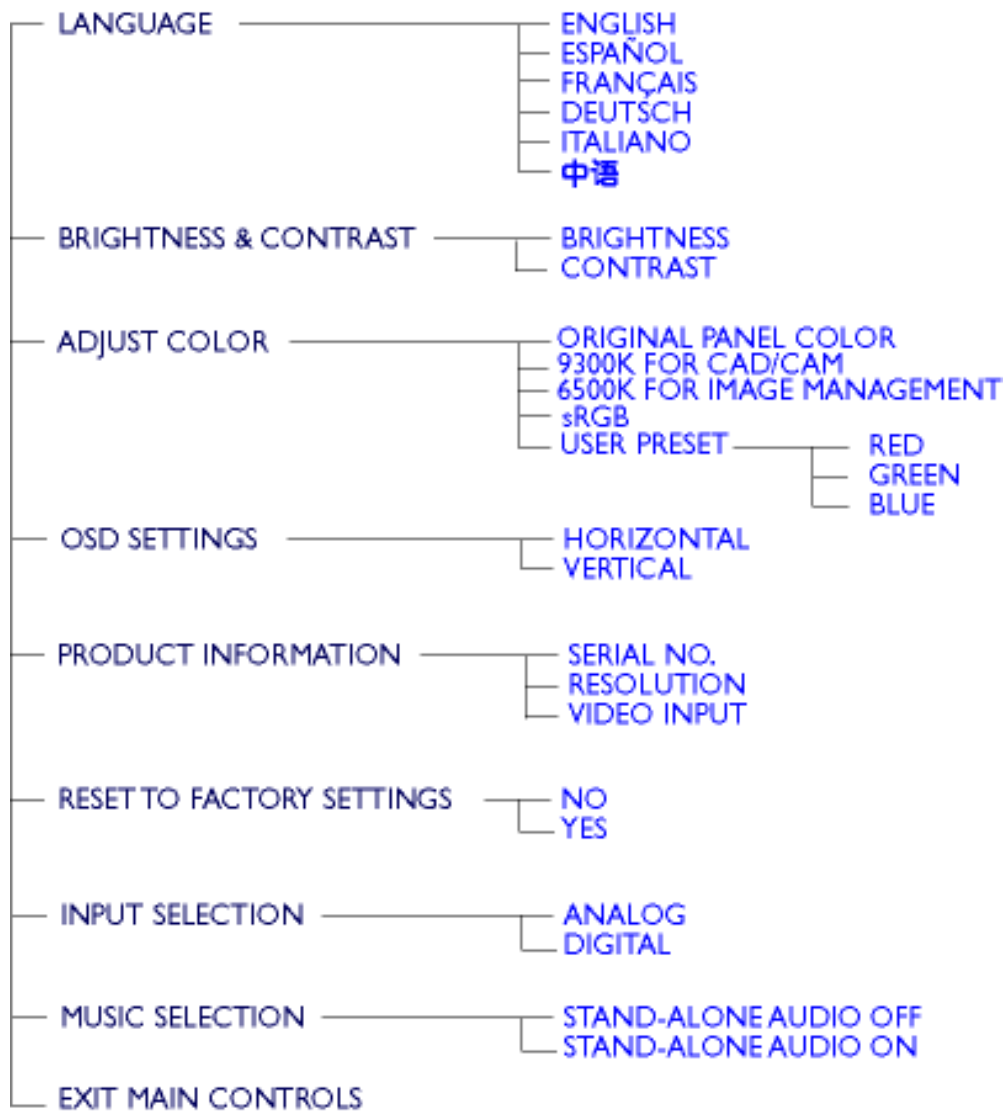 LANGUAGE ENGLISH
ESPAÑOL
FRANÇAIS
DEUTSCH
ITALIANO
中语
BRIGHTNESS & CONTRAST BRIGHTNESS
CONTRAST
ADJUST COLOR ORIGINAL PANEL COLOR
9300K FOR CAD/CAM
6500K FOR IMAGE MANAGEMENT
sRGB
USER PRESET RED
GREEN
BLUE
OSD SETTINGS HORIZONTAL
VERTICAL
PRODUCT INFORMATION SERIAL NO.
RESOLUTION
VIDEO INPUT
RESET TO FACTORY SETTINGS NO
YES
INPUT SELECTION ANALOG
DIGITAL
MUSIC SELECTION STAND-ALONE AUDIO OFF
STAND-ALONE AUDIO ON
EXIT MAIN CONTROLS